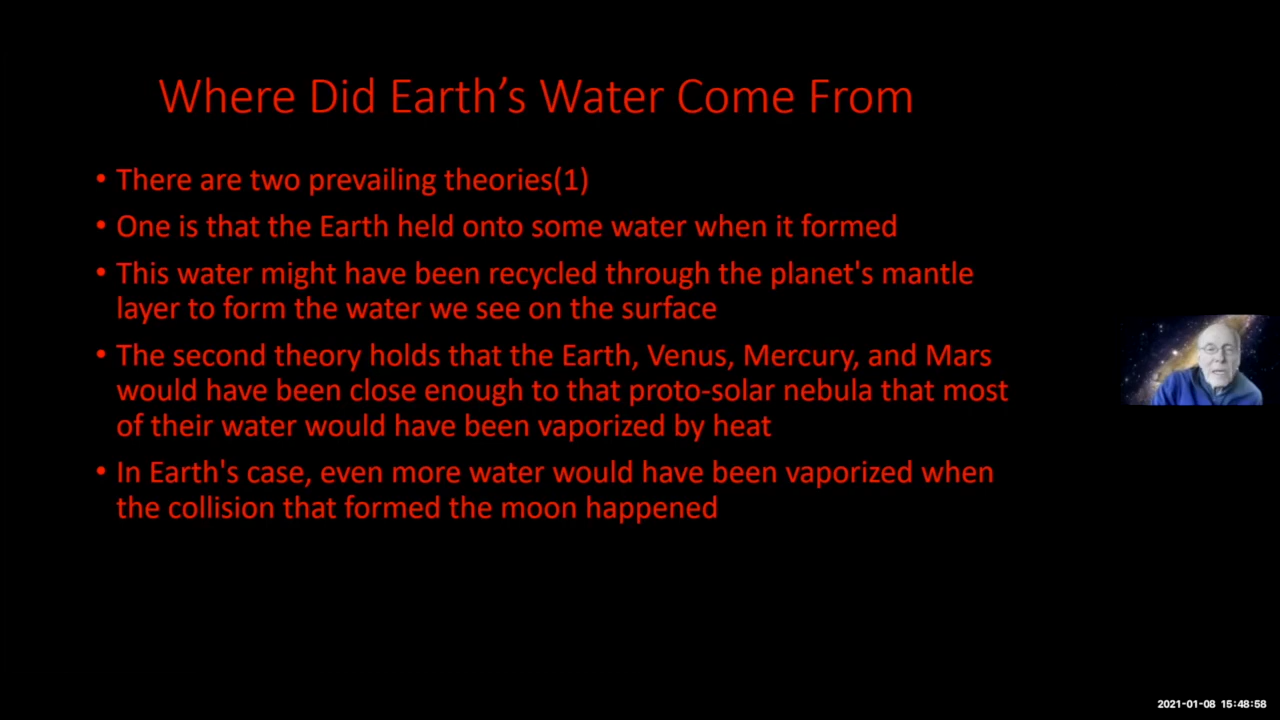 Where Did Earth’s Water Come From
• There are two prevailing theories(1)
• One is that the Earth held onto some water when it formed
• This water might have been recycled through the planet's mantle
layer to form the water we see on the surface
• The second theory holds that the Earth, Venus, Mercury, and Mars
would have been close enough to that proto-solar nebula that most
of their water would have been vaporized by heat
• In Earth's case, even more water would have been vaporized when
the collision that formed the moon happened
2021-01-08 15:48:58